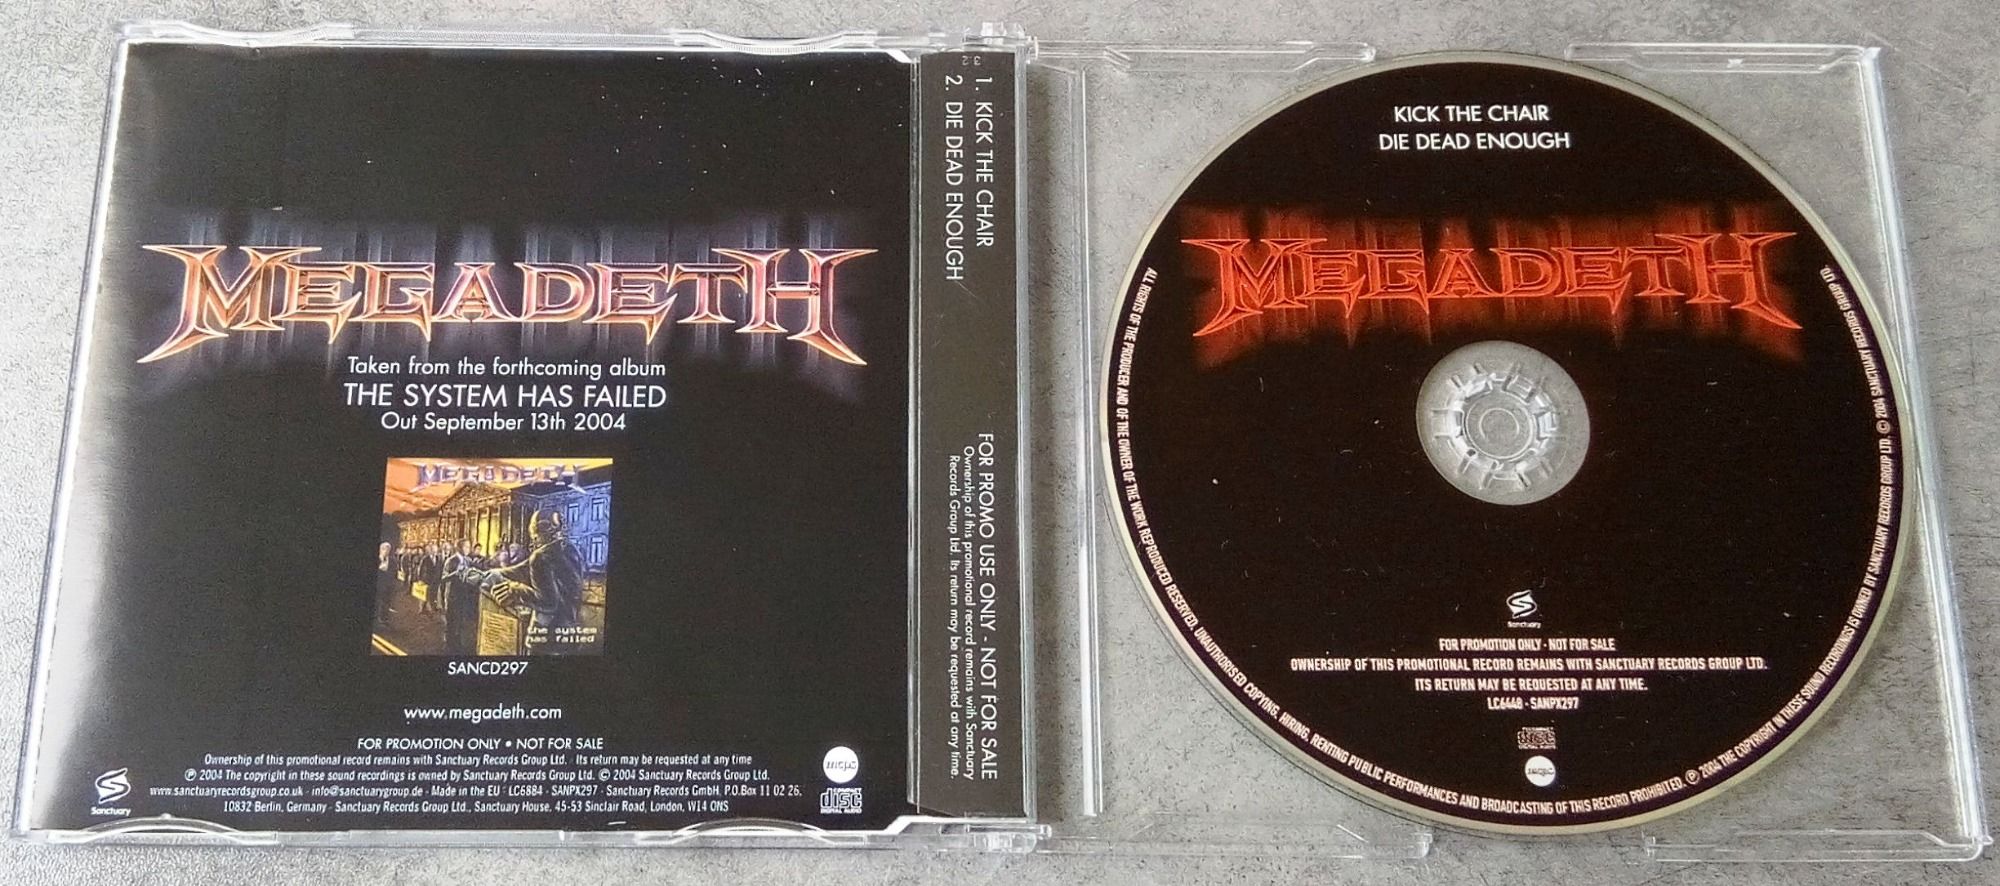 MEGADETH
Taken from the forthcoming album
THE SYSTEM HAS FAILED
Out September 13th 2004
MEGADETH
the system
has failed
SANCD297
www.megadeth.com
FOR PROMOTION ONLY • NOT FOR SALE
Ownership of this promotional record remains with Sanctuary Records Group Ltd. · Its return may be requested at any time
℗ 2004 The copyright in these sound recordings is owned by Sanctuary Records Group Ltd. © 2004 Sanctuary Records Group Ltd.
www.sanctuaryrecordsgroup.co.uk · info@sanctuarygroup.de · Made in the EU · LC6884 · SANPX297 · Sanctuary Records GmbH, P.O.Box 11 02 26,
10832 Berlin, Germany · Sanctuary Records Group Ltd., Sanctuary House, 45-53 Sinclair Road, London, W14 0NS
Sanctuary
mcps
COMPACT
disc
DIGITAL AUDIO
1. KICK THE CHAIR
2. DIE DEAD ENOUGH
FOR PROMO USE ONLY - NOT FOR SALE
Ownership of this promotional record remains with Sanctuary
Records Group Ltd. Its return may be requested at any time.
KICK THE CHAIR
DIE DEAD ENOUGH
MEGADETH
Sanctuary
FOR PROMOTION ONLY · NOT FOR SALE
OWNERSHIP OF THIS PROMOTIONAL RECORD REMAINS WITH SANCTUARY RECORDS GROUP LTD.
ITS RETURN MAY BE REQUESTED AT ANY TIME.
LC6448 · SANPX297
COMPACT
disc
DIGITAL AUDIO
mcps
ALL RIGHTS OF THE PRODUCER AND OF THE OWNER OF THE WORK REPRODUCED RESERVED. UNAUTHORISED COPYING, HIRING, RENTING PUBLIC PERFORMANCES AND BROADCASTING OF THIS RECORD PROHIBITED. ℗ 2004 THE COPYRIGHT IN THESE SOUND RECORDINGS IS OWNED BY SANCTUARY RECORDS GROUP LTD. © 2004 SANCTUARY RECORDS GROUP LTD.